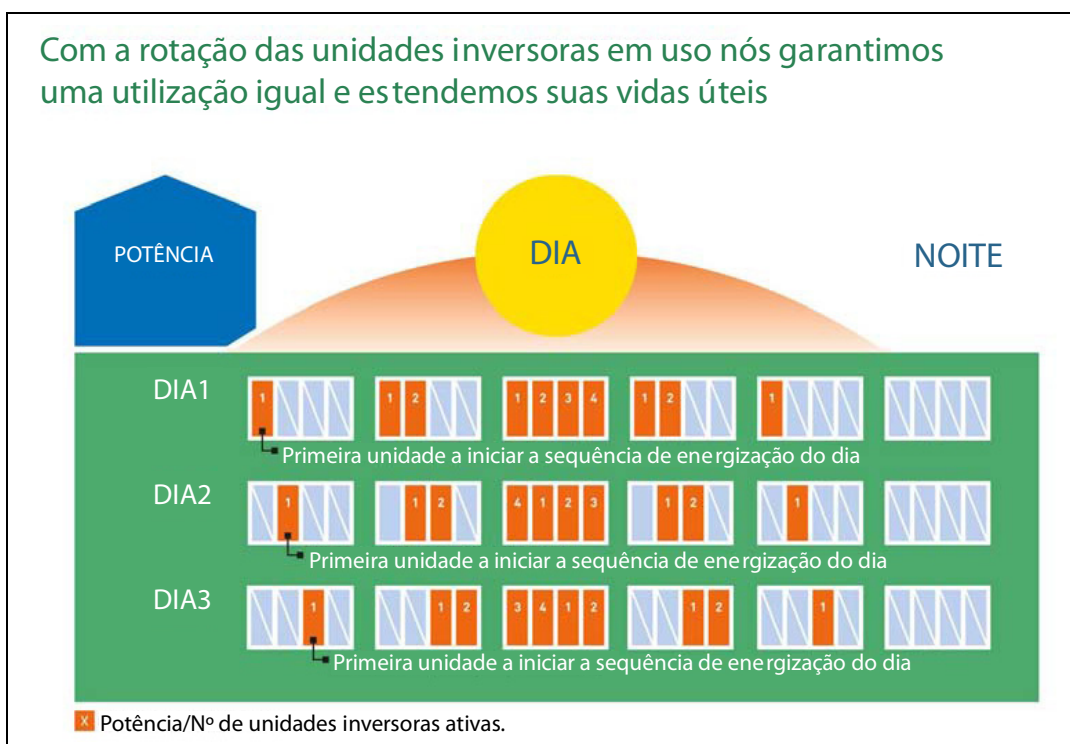 Com a rotação das unidades inversoras em uso nós garantimos
uma utilização igual e estendemos suas vidas úteis
POTÊNCIA
DIA
NOITE
DIA1
1 1 2 1 2 3 4 1 2 1
Primeira unidade a iniciar a sequência de energização do dia
DIA2
1 1 2 4 1 2 3 1 2 1
Primeira unidade a iniciar a sequência de energização do dia
DIA3
1 1 2 3 4 1 2 1 2 1
Primeira unidade a iniciar a sequência de energização do dia
X Potência/Nº de unidades inversoras ativas.